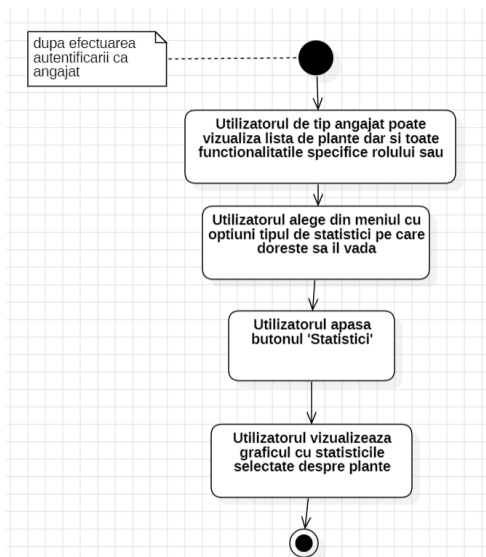 dupa efectuarea
autentificarii ca
angajat
Utilizatorul de tip angajat poate
vizualiza lista de plante dar si toate
functionalitatile specifice rolului sau
Utilizatorul alege din meniul cu
optiuni tipul de statistici pe care
doreste sa il vada
Utilizatorul apasa
butonul 'Statistici'
Utilizatorul vizualizeaza
graficul cu statisticile
selectate despre plante